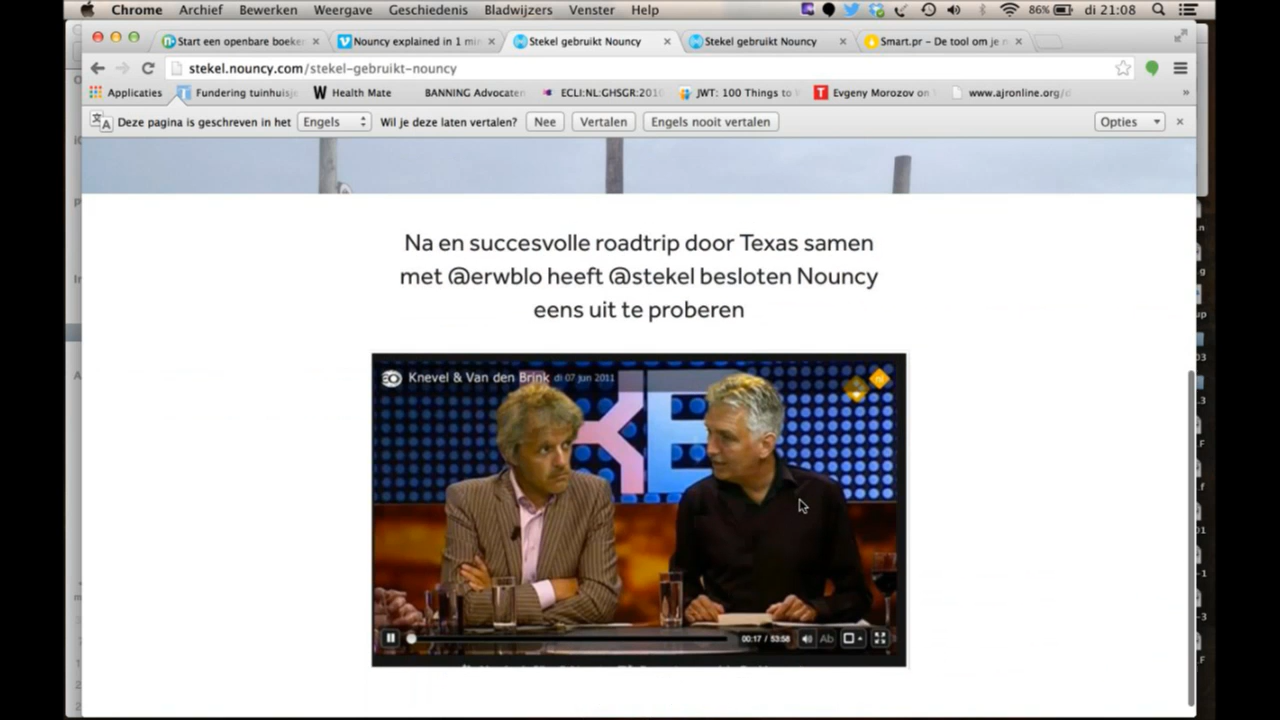 Chrome Archief Bewerken Weergave Geschiedenis Bladwijzers Venster Help 86% di 21:08
Start een openbare boeke Nouncy explained in 1 mi Stekel gebruikt Nouncy Stekel gebruikt Nouncy Smart.pr – De tool om je
stekel.nouncy.com/stekel-gebruikt-nouncy
Applicaties Fundering tuinhuisje Health Mate BANNING Advocaten ECLI:NL:GHSGR:201 JWT: 100 Things to Evgeny Morozov on www.ajronline.org/
Deze pagina is geschreven in het Engels Wil je deze laten vertalen? Nee Vertalen Engels nooit vertalen Opties
Na en succesvolle roadtrip door Texas samen
met @erwblo heeft @stekel besloten Nouncy
eens uit te proberen
EO Knevel & Van den Brink di 07 jun 2011
KE
00:17 / 53:58 Ab